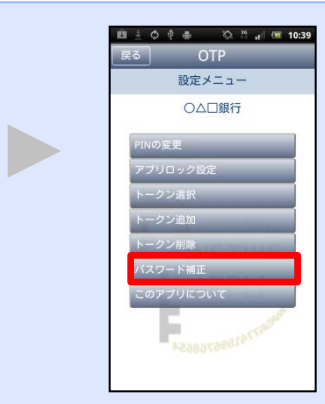 10:39
戻る OTP
設定メニュー
○△□銀行
PINの変更
アプリロック設定
トークン選択
トークン追加
トークン削除
パスワード補正
このアプリについて
F